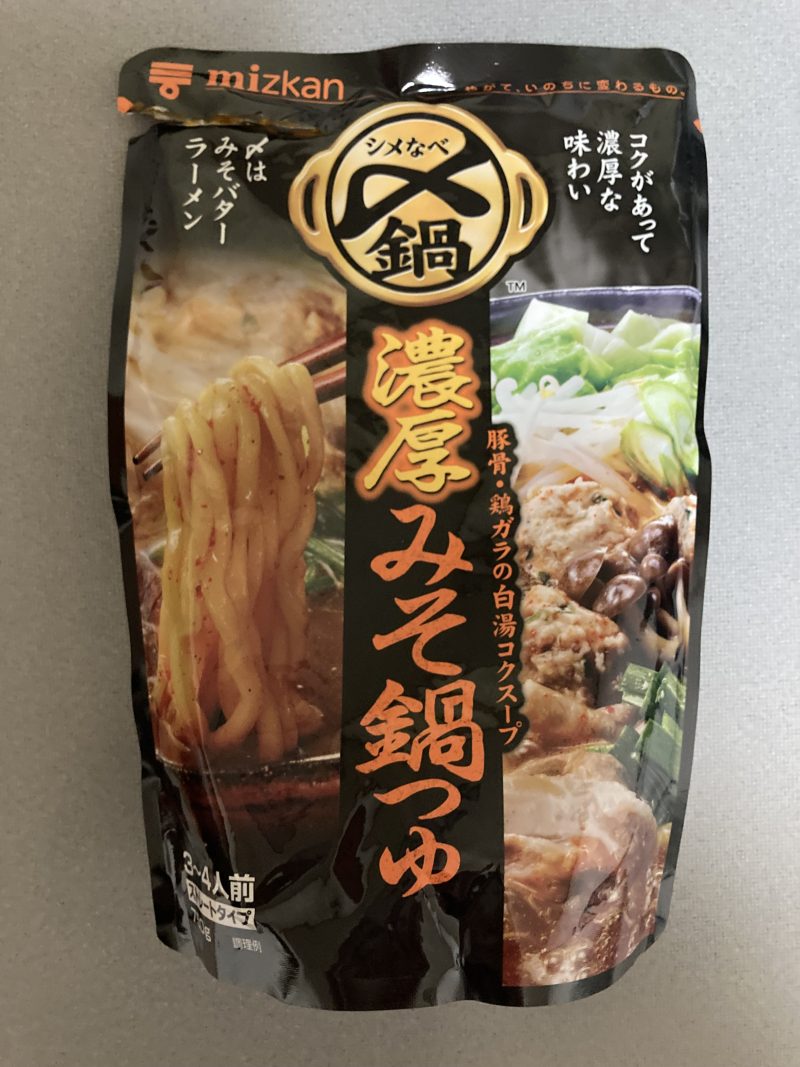 mizkan
やがて、いのちに変わるもの。
シメなべ
〆
鍋
TM
コクがあって
濃厚な
味わい
〆は
みそバター
ラーメン
濃厚みそ鍋つゆ
豚骨・鶏ガラの白湯コクスープ
3〜4人前
ストレートタイプ
調理例